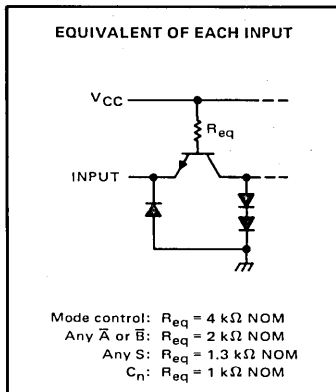 EQUIVALENT OF EACH INPUT
VCC
Req
INPUT
Mode control: Req = 4 kΩ NOM
Any A̅ or B̅: Req = 2 kΩ NOM
Any S: Req = 1.3 kΩ NOM
Cn: Req = 1 kΩ NOM